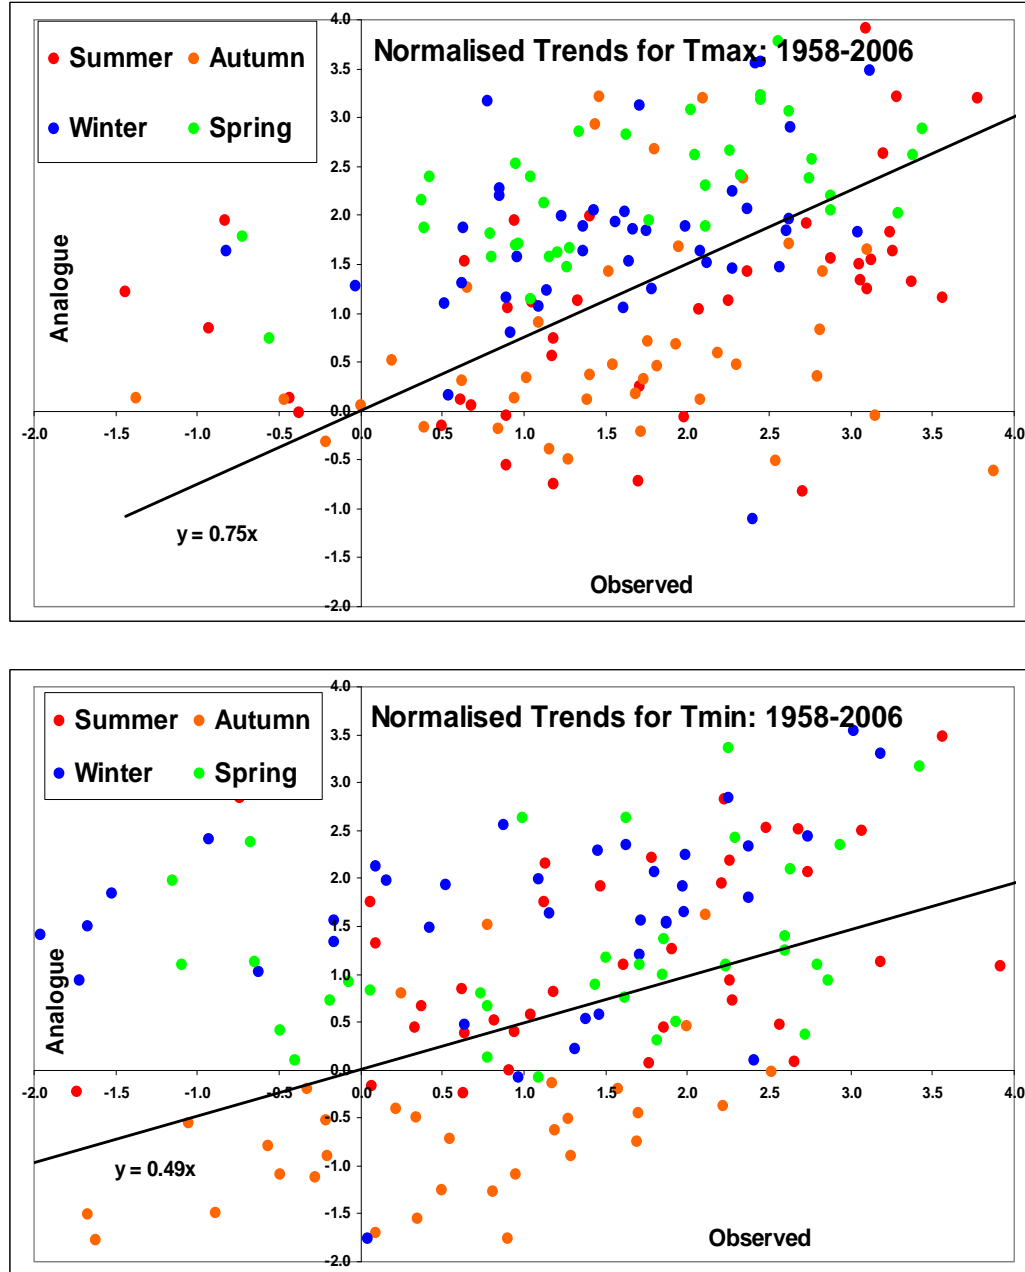 Normalised Trends for Tmax: 1958-2006
Summer
Autumn
Winter
Spring
Analogue
4.0
3.5
3.0
2.5
2.0
1.5
1.0
0.5
0.0
-0.5
-1.0
-1.5
-2.0
-2.0 -1.5 -1.0 -0.5 0.0 0.5 1.0 1.5 2.0 2.5 3.0 3.5 4.0
y = 0.75x
Observed
Normalised Trends for Tmin: 1958-2006
Summer
Autumn
Winter
Spring
Analogue
4.0
3.5
3.0
2.5
2.0
1.5
1.0
0.5
0.0
-0.5
-1.0
-1.5
-2.0
-2.0 -1.5 -1.0 -0.5 0.0 0.5 1.0 1.5 2.0 2.5 3.0 3.5 4.0
y = 0.49x
Observed